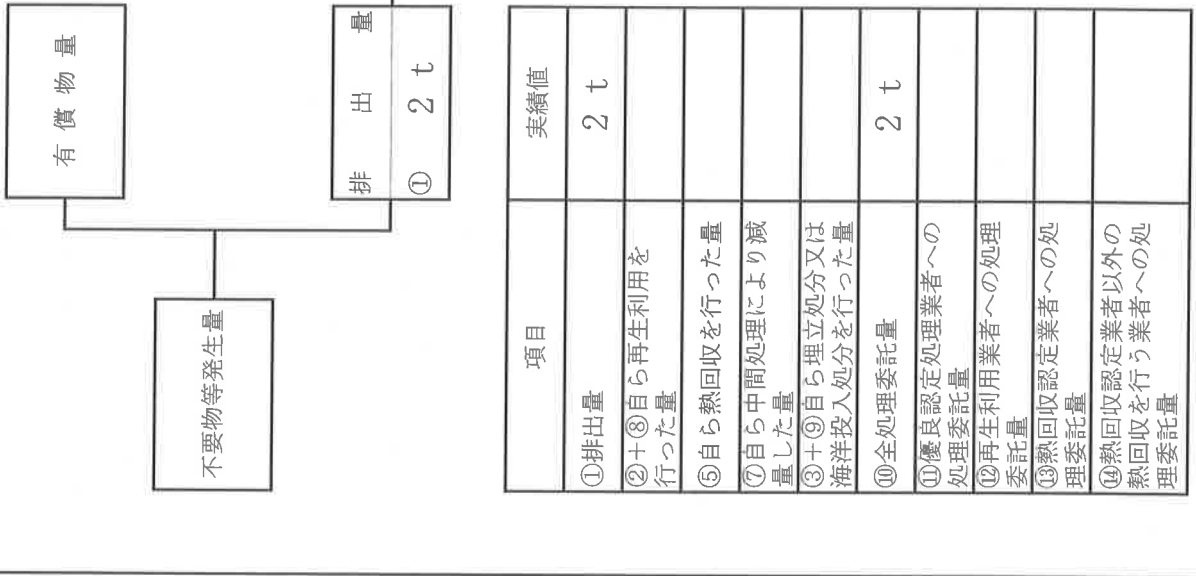 不要物等発生量
有償物量
排出量
① 2 t
項目
実績値
①排出量
2 t
②+⑧自ら再生利用を
行った量
⑤自ら熱回収を行った量
⑦自ら中間処理により減
量した量
③+⑨自ら埋立処分又は
海洋投入処分を行った量
⑩全処理委託量
2 t
⑪優良認定処理業者への
処理委託量
⑫再生利用業者への処理
委託量
⑬熱回収認定業者への処
理委託量
⑭熱回収認定業者以外の
熱回収を行う業者への処
理委託量